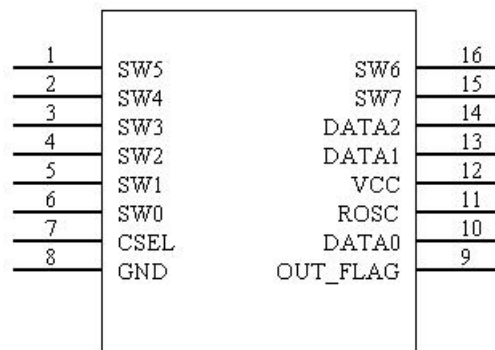 1 SW5 SW6 16
2 SW4 SW7 15
3 SW3 DATA2 14
4 SW2 DATA1 13
5 SW1 VCC 12
6 SW0 ROSC 11
7 CSEL DATA0 10
8 GND OUT_FLAG 9